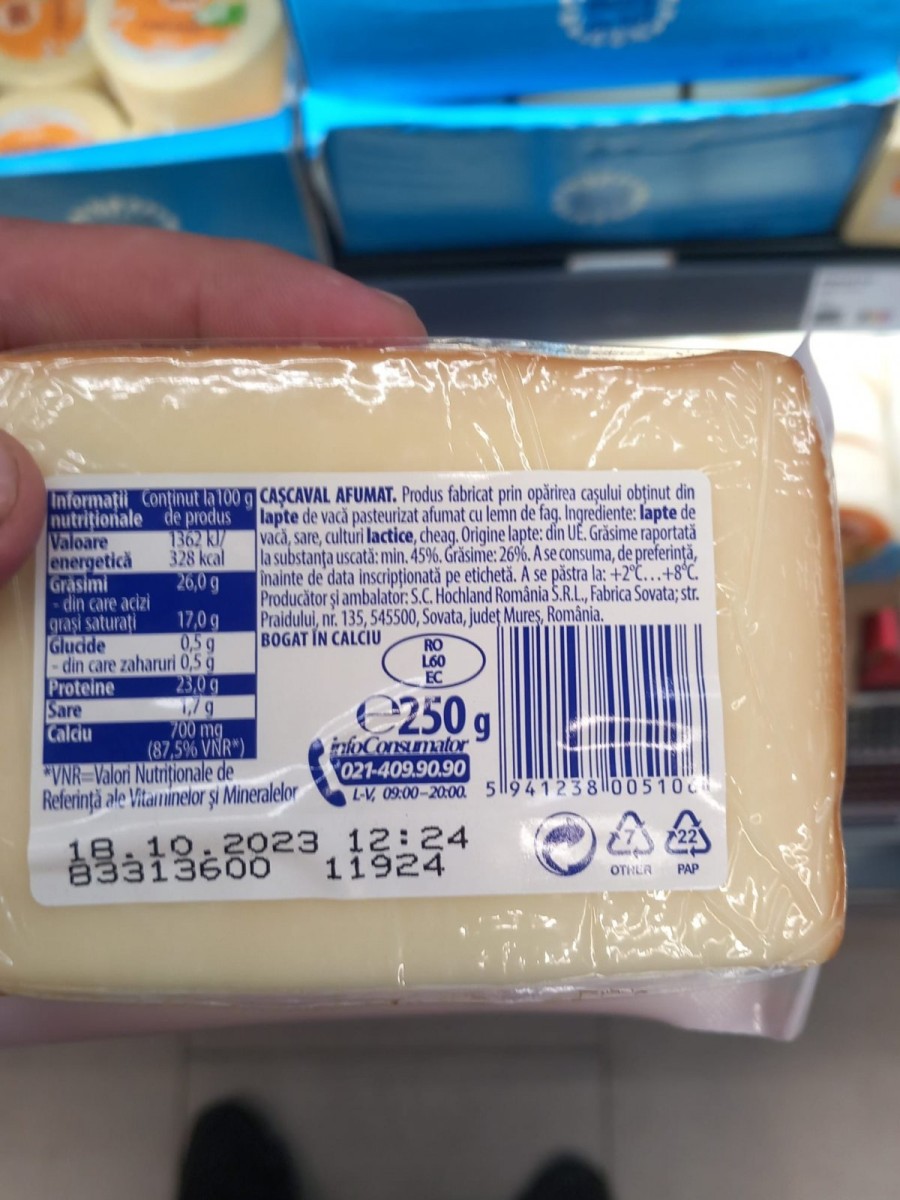 Informații Conținut la 100 g
nutriționale de produs
Valoare 1362 kJ/
energetică 328 kcal
Grăsimi 26,0 g
- din care acizi
grași saturați 17,0 g
Glucide 0,5 g
- din care zaharuri 0,5 g
Proteine 23,0 g
Sare 1,7 g
Calciu 700 mg
(87,5% VNR*)
*VNR=Valori Nutriționale de
Referință ale Vitaminelor și Mineralelor
CAȘCAVAL AFUMAT. Produs fabricat prin opărirea cașului obținut din
lapte de vacă pasteurizat afumat cu lemn de fag. Ingrediente: lapte de
vacă, sare, culturi lactice, cheag. Origine lapte: din UE. Grăsime raportată
la substanța uscată: min. 45%. Grăsime: 26%. A se consuma, de preferință,
înainte de data inscripționată pe etichetă. A se păstra la: +2°C...+8°C.
Producător și ambalator: S.C. Hochland România S.R.L., Fabrica Sovata; str.
Praidului, nr. 135, 545500, Sovata, județ Mureș, România.
BOGAT ÎN CALCIU
RO
L60
EC
e250 g
infoConsumator
021-409.90.90
L-V, 09:00-20:00.
5 941238 00510
18.10.2023 12:24
83313600 11924
7 22
OTHER PAP